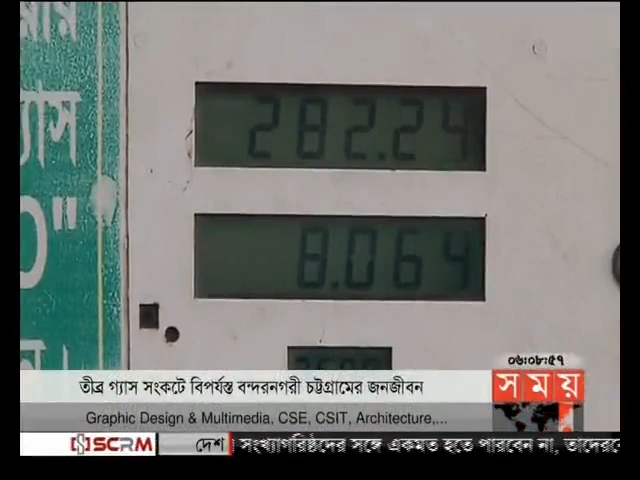 গ্যাস
282.24
8.064
০৬:০৮:৫৭
তীব্র গ্যাস সংকটে বিপর্যস্ত বন্দরনগরী চট্টগ্রামের জনজীবন
সময়
Graphic Design & Multimedia, CSE, CSIT, Architecture,...
SCRM
দেশ
সংখ্যাগরিষ্ঠদের সঙ্গে একমত হতে পারবেন না, তাদেরকে